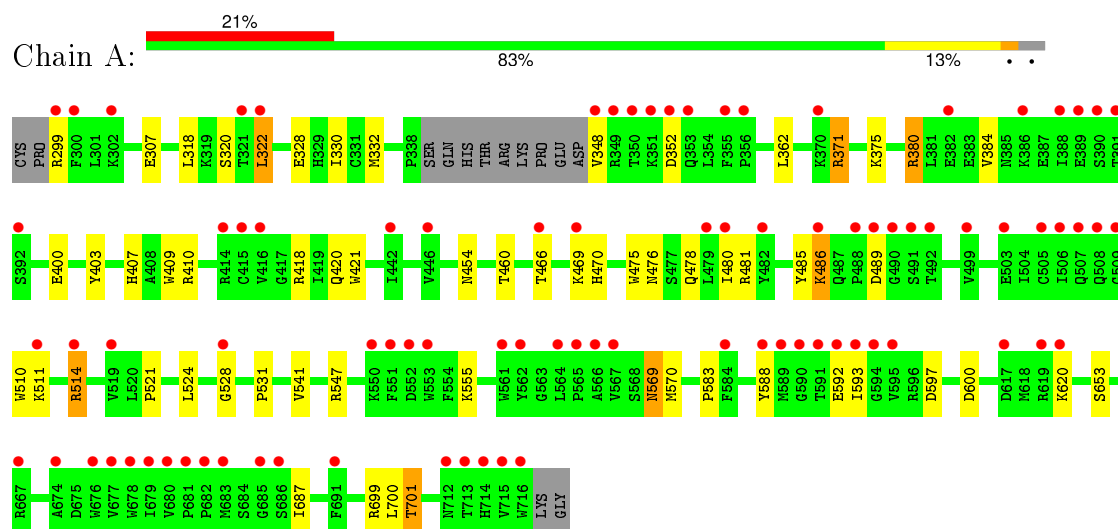 21%
Chain A:
83% 13% • •
CYS PRO R299 F300 L301 K302 E307 L318 K319 S320 T321 L322 E328 H329 I330 C331 M332 P338 SER GLN HIS THR ARG LYS PRO GLU ASP V348 R349 T350 K351 D352 Q353 L354 F355 P356 L362 K370 R371 K375 R380 L381 E382 E383 V384 N385 K386 E387 I388 E389 S390
S392 E400 Y403 H407 A408 W409 R410 R414 C415 V416 G417 R418 I419 Q420 W421 I442 V446 N454 T460 T466 K469 H470 W475 N476 S477 Q478 L479 I480 R481 Y482 Y485 K486 Q487 P488 D489 G490 S491 T492 V499 E503 I504 C505 I506 Q507 Q508
W510 K511 R514 V519 L520 P521 L524 G528 P531 V541 R547 K550 F551 D552 W553 F554 K555 W561 Y562 G563 L564 P565 A566 V567 S568 N569 M570 P583 F584 Y588 M589 G590 T591 E592 I593 G594 V595 R596 D597 D600 D617 M618 R619 K620 S653
R667 A674 D675 W676 V677 W678 I679 V680 P681 P682 M683 S684 G685 S686 I687 F691 R699 L700 T701 N712 T713 H714 V715 W716 LYS GLY